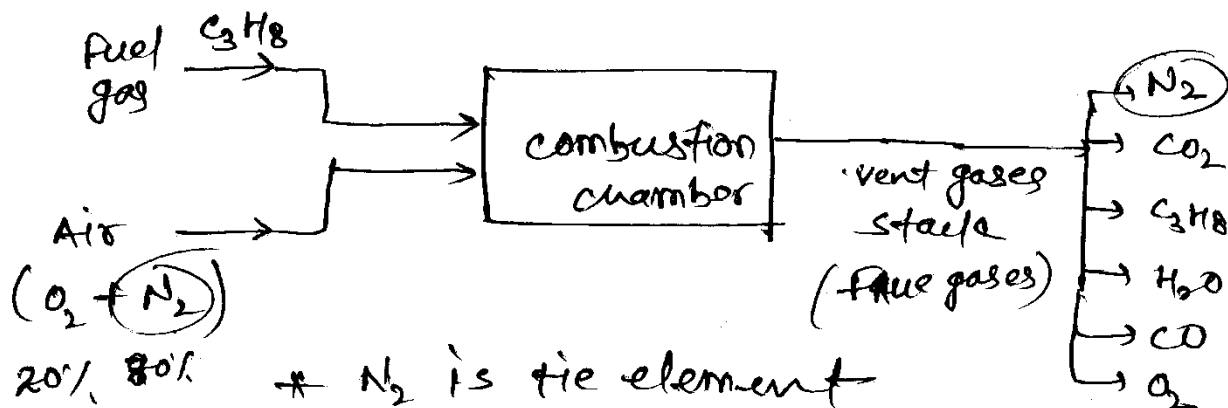 Fuel gas C3H8
Air
(O2 + N2)
20% 80%
combustion chamber
vent gases
stack
(flue gases)
N2
CO2
C3H8
H2O
CO
O2
* N2 is tie element